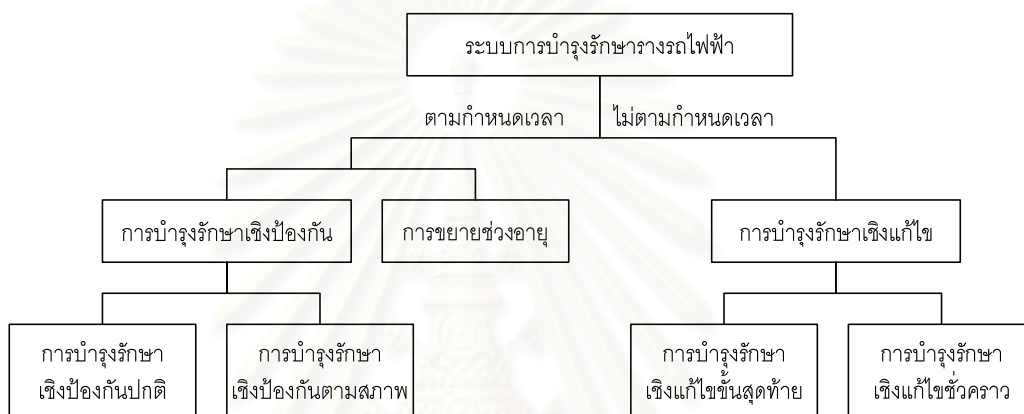 ระบบการบำรุงรักษารางรถไฟฟ้า
ตามกำหนดเวลา ไม่ตามกำหนดเวลา
การบำรุงรักษาเชิงป้องกัน การขยายช่วงอายุ การบำรุงรักษาเชิงแก้ไข
การบำรุงรักษา
เชิงป้องกันปกติ
การบำรุงรักษา
เชิงป้องกันตามสภาพ
การบำรุงรักษา
เชิงแก้ไขขั้นสุดท้าย
การบำรุงรักษา
เชิงแก้ไขชั่วคราว